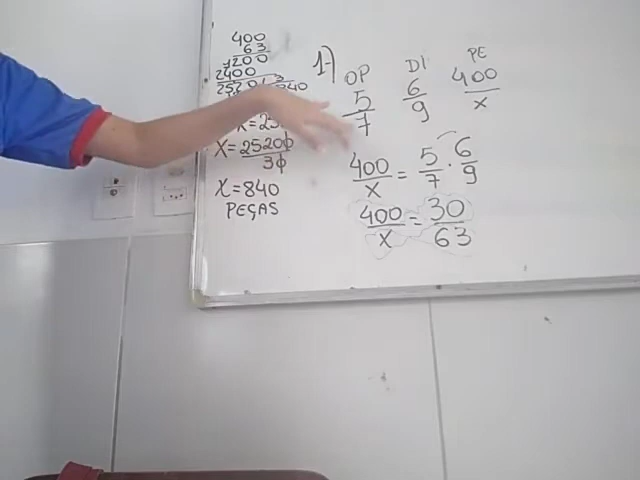 400
63
1200
2400
1-) OP DI PE
5/7 6/9 400/x
400/x = 5/7 · 6/9
400/x = 30/63
X = 25200/30
X = 840
PEÇAS